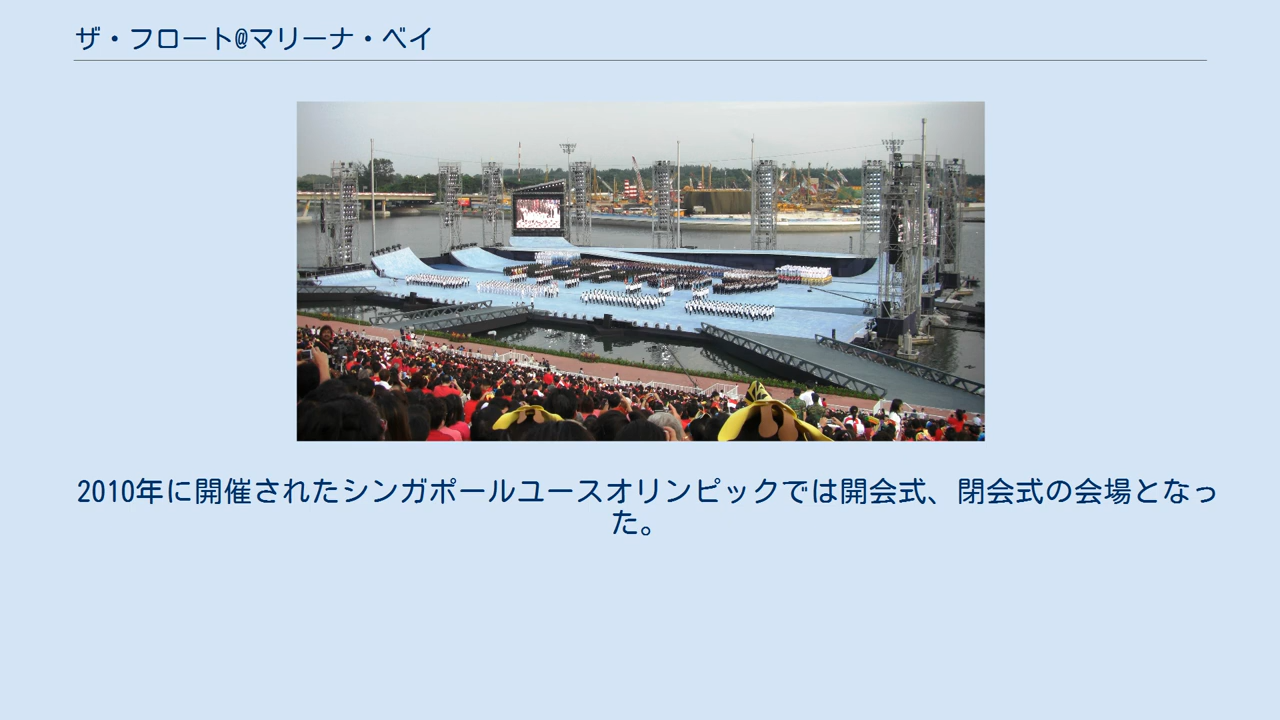 ザ・フロート@マリーナ・ベイ
2010年に開催されたシンガポールユースオリンピックでは開会式、閉会式の会場となっ
た。